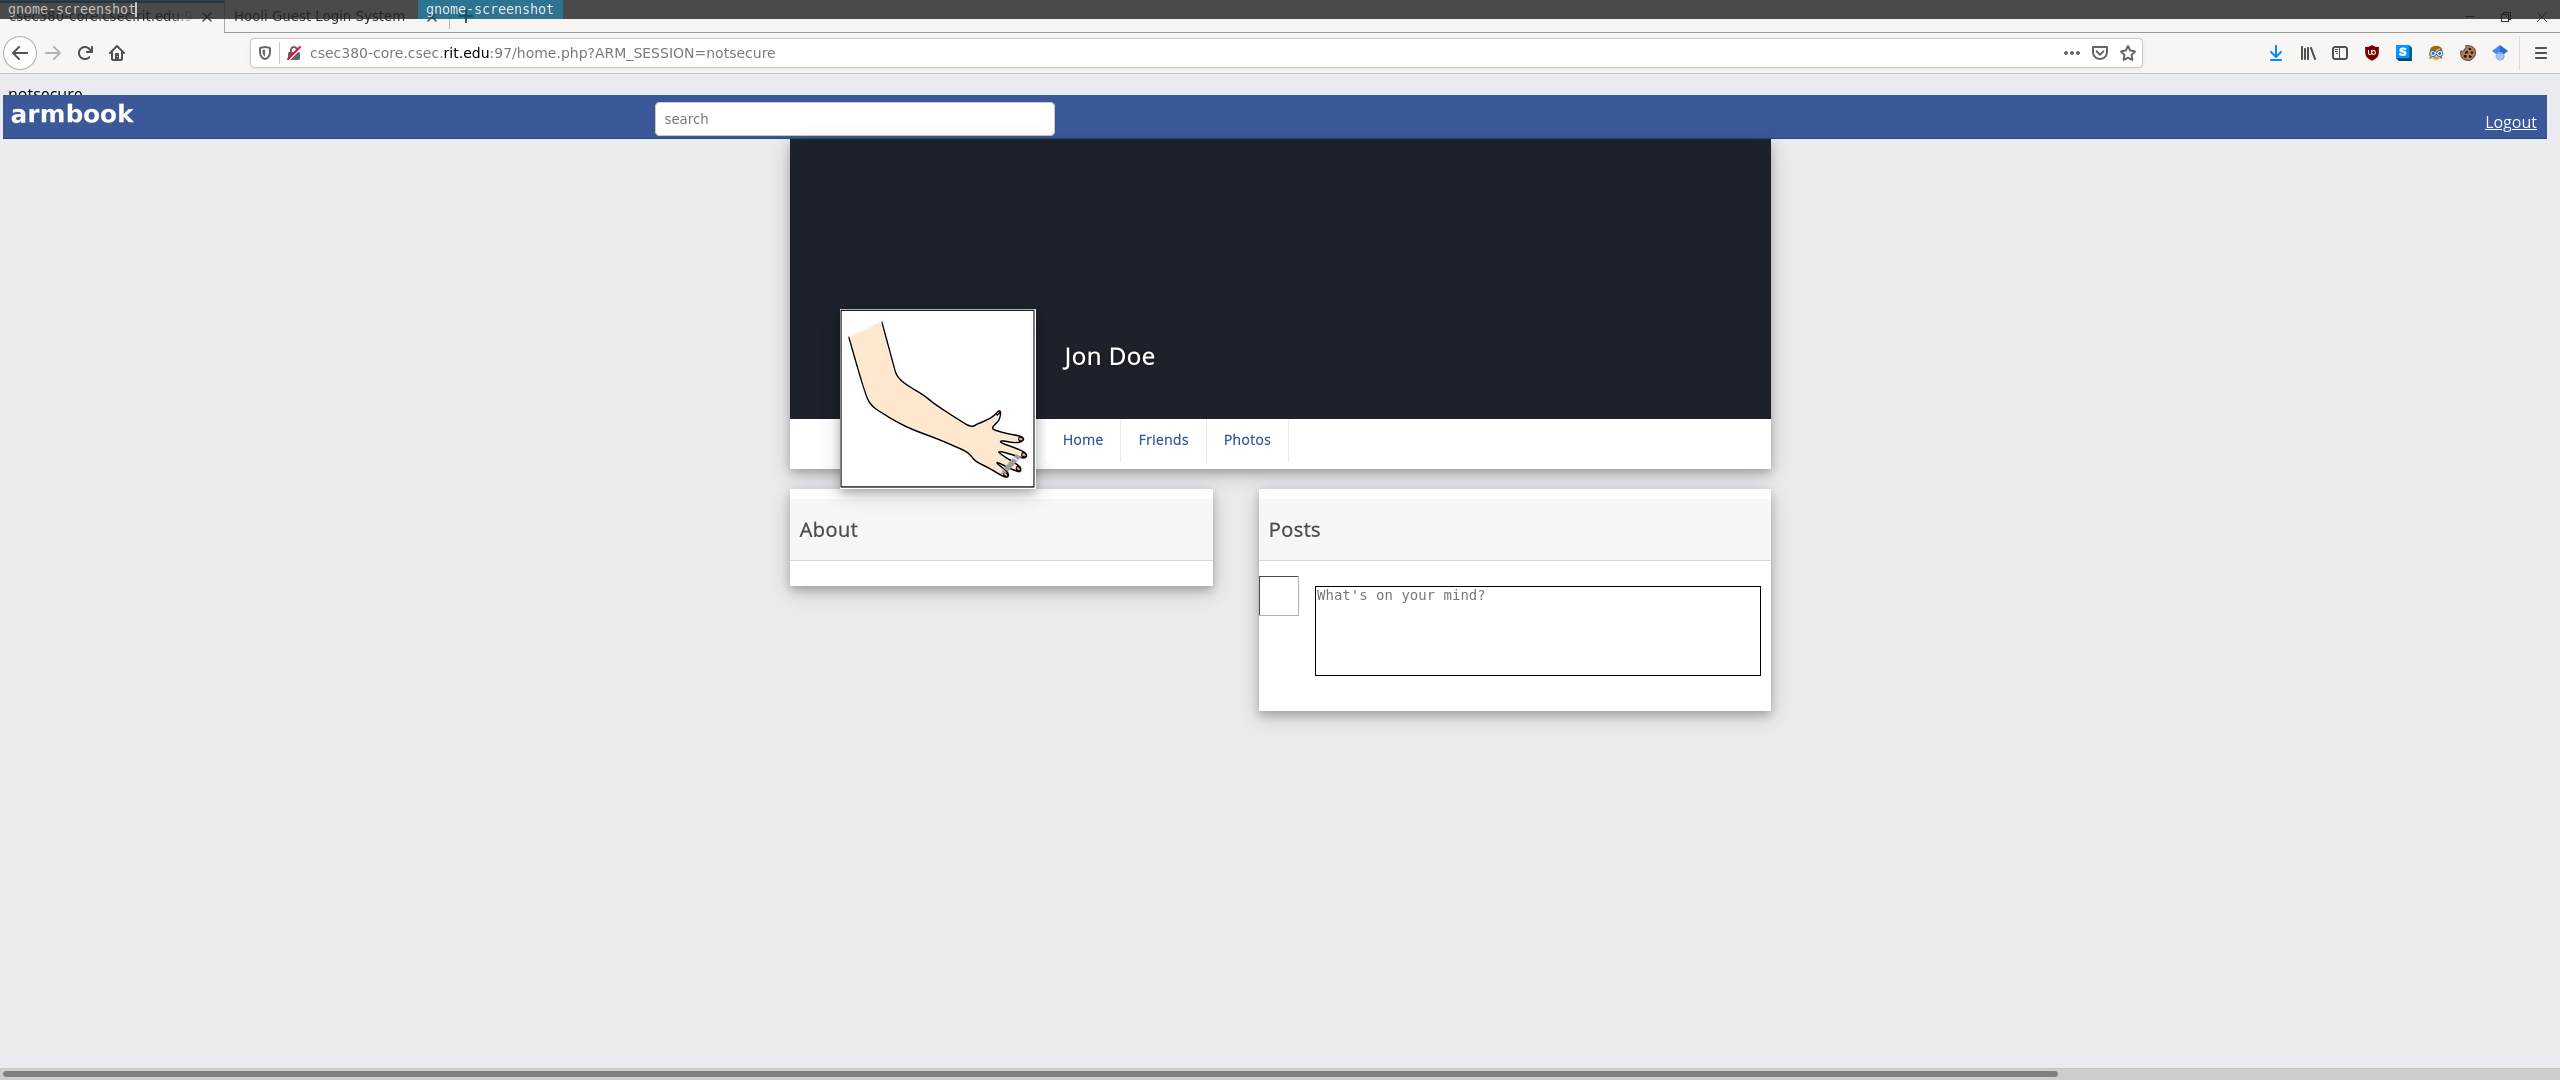 gnome-screenshot gnome-screenshot
csec380-core.csec.rit.edu:9 Hooli Guest Login System
csec380-core.csec.rit.edu:97/home.php?ARM_SESSION=notsecure
notsecure
armbook
search
Logout
Jon Doe
Home Friends Photos
About
Posts
What's on your mind?